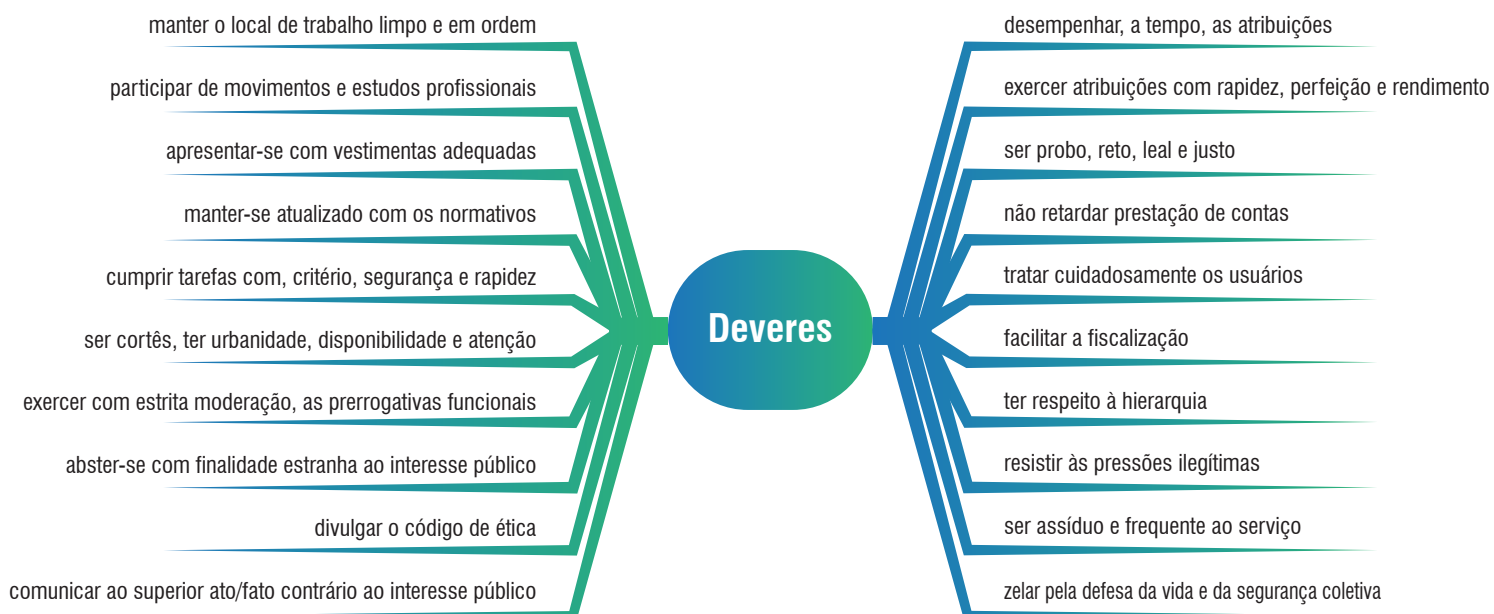 manter o local de trabalho limpo e em ordem
participar de movimentos e estudos profissionais
apresentar-se com vestimentas adequadas
manter-se atualizado com os normativos
cumprir tarefas com, critério, segurança e rapidez
ser cortês, ter urbanidade, disponibilidade e atenção
exercer com estrita moderação, as prerrogativas funcionais
abster-se com finalidade estranha ao interesse público
divulgar o código de ética
comunicar ao superior ato/fato contrário ao interesse público
Deveres
desempenhar, a tempo, as atribuições
exercer atribuições com rapidez, perfeição e rendimento
ser probo, reto, leal e justo
não retardar prestação de contas
tratar cuidadosamente os usuários
facilitar a fiscalização
ter respeito à hierarquia
resistir às pressões ilegítimas
ser assíduo e frequente ao serviço
zelar pela defesa da vida e da segurança coletiva